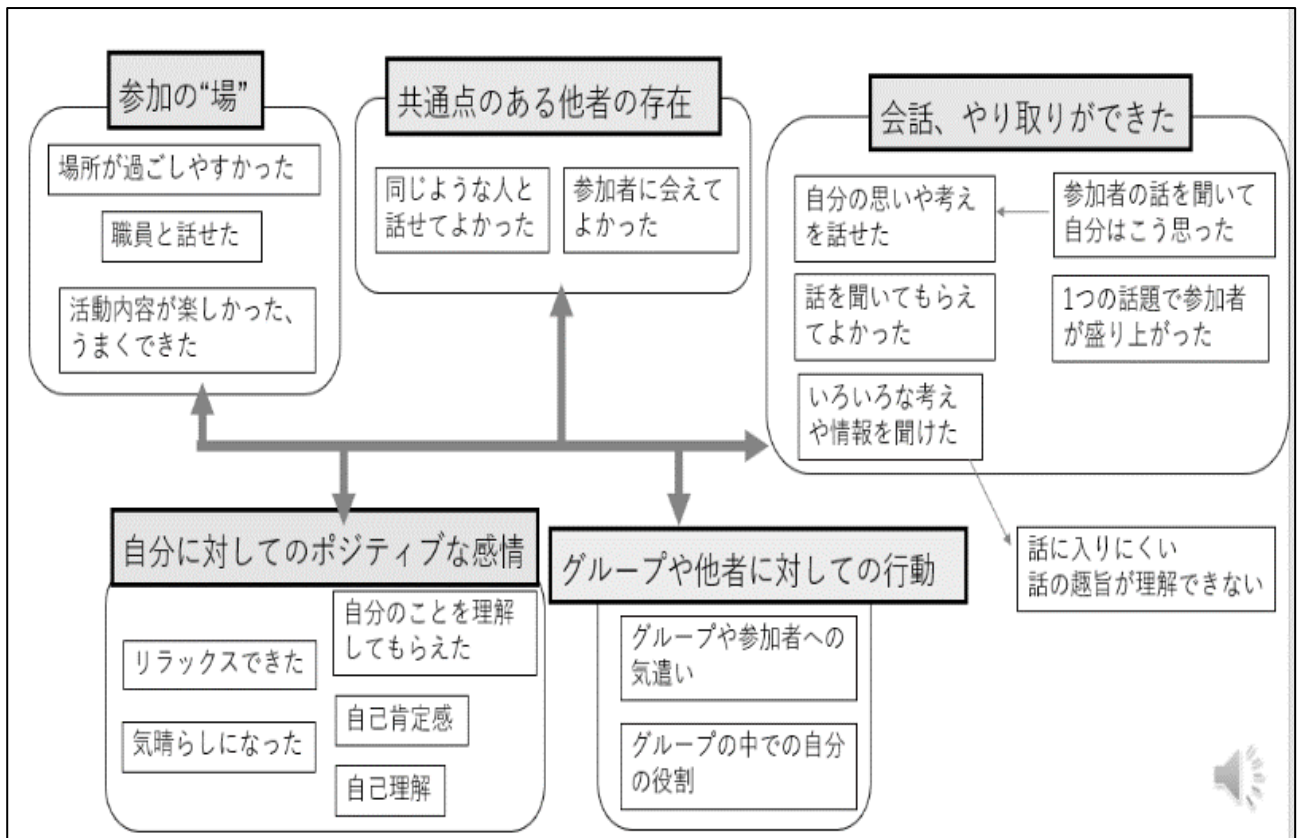 参加の“場”
場所が過ごしやすかった
職員と話せた
活動内容が楽しかった、
うまくできた
共通点のある他者の存在
同じような人と
話せてよかった
参加者に会えて
よかった
会話、やり取りができた
自分の思いや考え
を話せた
参加者の話を聞いて
自分はこう思った
話を聞いてもらえ
てよかった
1つの話題で参加者
が盛り上がった
いろいろな考え
や情報を聞けた
話に入りにくい
話の趣旨が理解できない
自分に対してのポジティブな感情
自分のことを理解
してもらえた
リラックスできた
自己肯定感
気晴らしになった
自己理解
グループや他者に対しての行動
グループや参加者への
気遣い
グループの中での自分
の役割